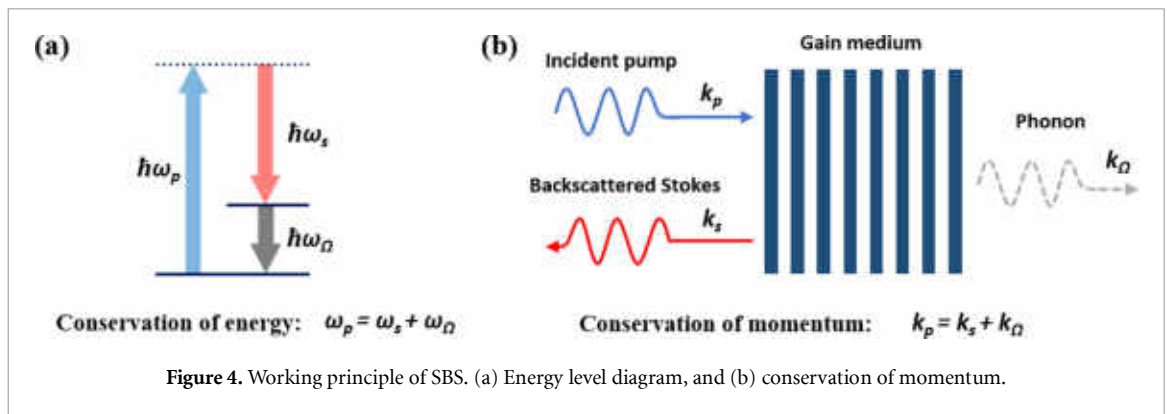 (a)
ħω_p
ħω_s
ħω_Ω
Conservation of energy: ω_p = ω_s + ω_Ω
(b)
Gain medium
Incident pump
k_p
Phonon
k_Ω
Backscattered Stokes
k_s
Conservation of momentum: k_p = k_s + k_Ω
Figure 4. Working principle of SBS. (a) Energy level diagram, and (b) conservation of momentum.